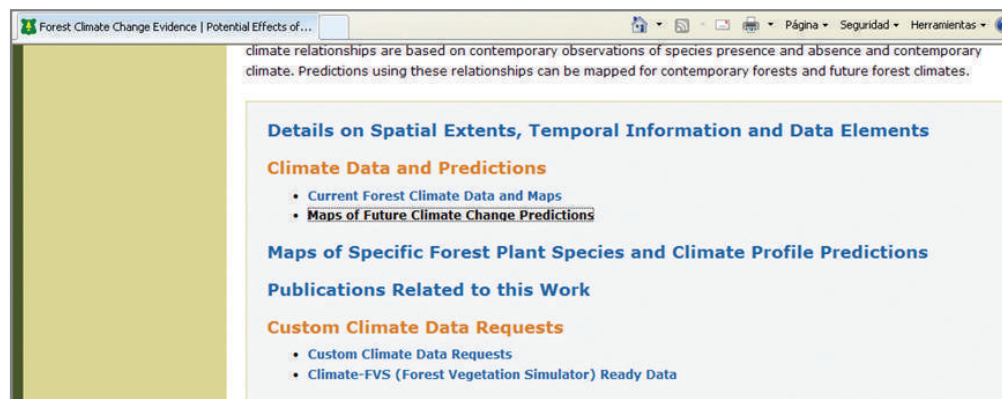 Forest Climate Change Evidence | Potential Effects of...
Página
Seguridad
Herramientas
climate relationships are based on contemporary observations of species presence and absence and contemporary
climate. Predictions using these relationships can be mapped for contemporary forests and future forest climates.
Details on Spatial Extents, Temporal Information and Data Elements
Climate Data and Predictions
• Current Forest Climate Data and Maps
• Maps of Future Climate Change Predictions
Maps of Specific Forest Plant Species and Climate Profile Predictions
Publications Related to this Work
Custom Climate Data Requests
• Custom Climate Data Requests
• Climate-FVS (Forest Vegetation Simulator) Ready Data